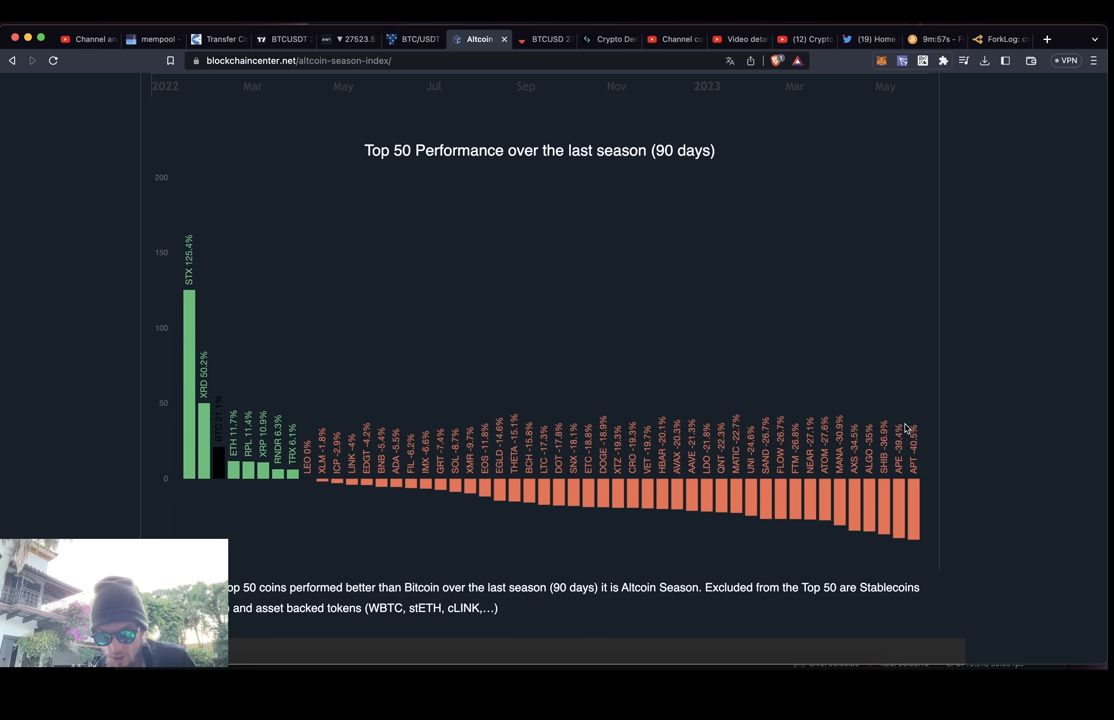 Channel an
mempool -
Transfer Co
BTCUSDT 2
▼ 27523.5
BTC/USDT
Altcoin
BTCUSD 27
Crypto Der
Channel co
Video detai
(12) Crypto
(19) Home
9m:57s - F
ForkLog: с
blockchaincenter.net/altcoin-season-index/
VPN
2022 Mar May Jul Sep Nov 2023 Mar May
Top 50 Performance over the last season (90 days)
200
150
100
50
0
STX 125.4%
XRD 50.2%
BTC 21.1%
ETH 11.7%
RPL 11.4%
XRP 10.9%
RNDR 6.3%
TRX 6.1%
LEO 0%
XLM -1.8%
ICP -2.9%
LINK -4%
EDGT -4.2%
BNB -5.4%
ADA -5.5%
FIL -6.2%
IMX -6.6%
GRT -7.4%
SOL -8.7%
XMR -9.7%
EOS -11.8%
EGLD -14.6%
THETA -15.1%
BCH -15.8%
LTC -17.3%
DOT -17.8%
SNX -18.1%
ETC -18.8%
DOGE -18.9%
XTZ -19.3%
CRO -19.3%
VET -19.7%
HBAR -20.1%
AVAX -20.3%
AAVE -21.3%
LDO -21.8%
QNT -22.3%
MATIC -22.7%
UNI -24.6%
SAND -26.7%
FLOW -26.7%
FTM -26.8%
NEAR -27.1%
ATOM -27.6%
MANA -30.9%
AXS -34.5%
ALGO -35%
SHIB -36.9%
APE -39.4%
APT -40.5%
op 50 coins performed better than Bitcoin over the last season (90 days) it is Altcoin Season. Excluded from the Top 50 are Stablecoins
) and asset backed tokens (WBTC, stETH, cLINK,...)